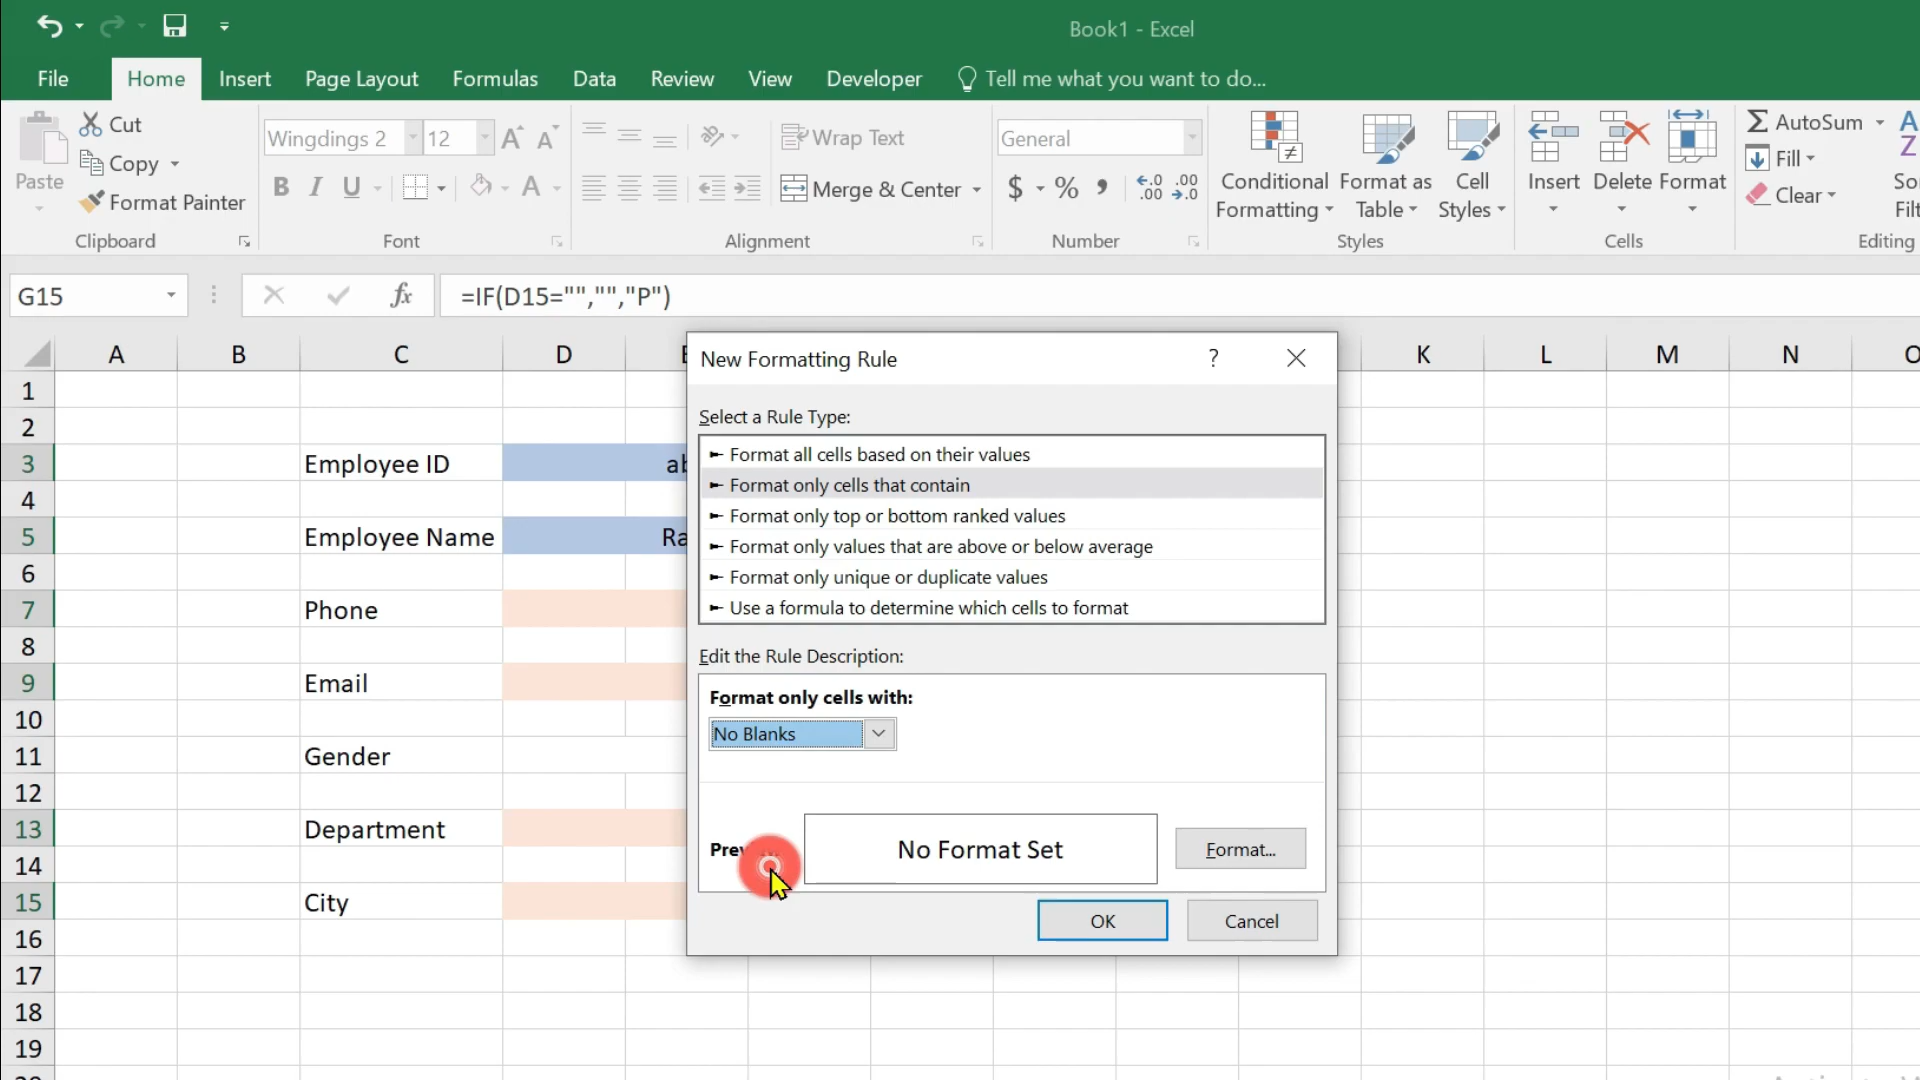 Book1 - Excel
File Home Insert Page Layout Formulas Data Review View Developer Tell me what you want to do...
Paste
Cut
Copy
Format Painter
Clipboard
Wingdings 2 12 A A
B I U A
Font
Wrap Text
Merge & Center
Alignment
General
$ % , .0 .00 .00 .0
Number
Conditional Formatting
Format as Table
Cell Styles
Styles
Insert Delete Format
Cells
Σ AutoSum
Fill
Clear
A
Z
Editing
G15 fx =IF(D15="","","P")
A B C D K L M N
1
2
3 Employee ID
4
5 Employee Name
6
7 Phone
8
9 Email
10
11 Gender
12
13 Department
14
15 City
16
17
18
19
New Formatting Rule ?
Select a Rule Type:
► Format all cells based on their values
► Format only cells that contain
► Format only top or bottom ranked values
► Format only values that are above or below average
► Format only unique or duplicate values
► Use a formula to determine which cells to format
Edit the Rule Description:
Format only cells with:
No Blanks
No Format Set
Format...
OK Cancel